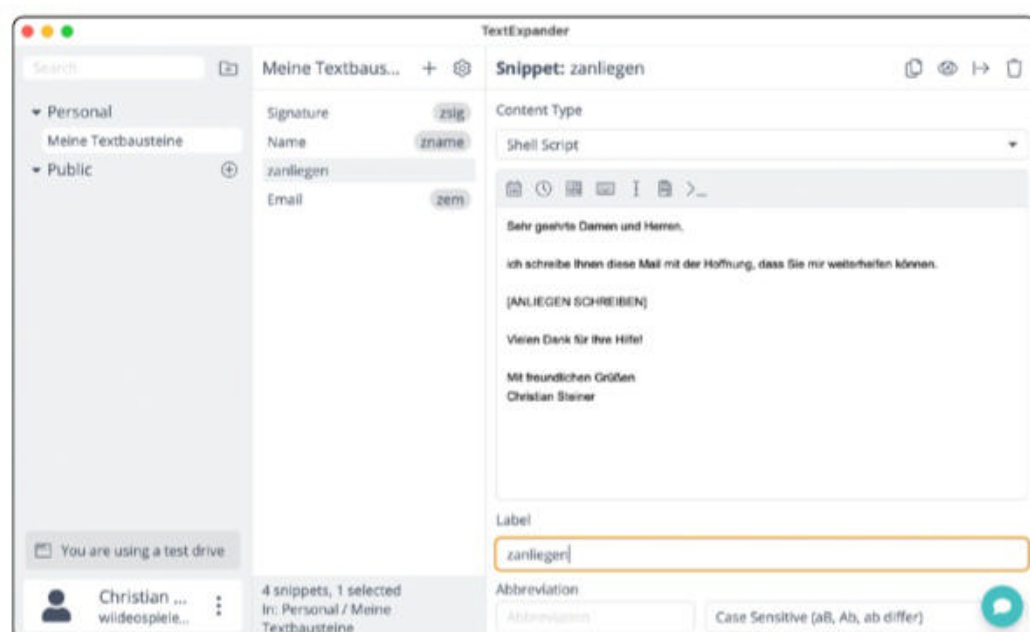 TextExpander
Search
Personal
Meine Textbausteine
Public
You are using a test drive
Christian ...
wiideospiele...
Meine Textbaus...
Signature zsig
Name zname
zanliegen
Email zem
4 snippets, 1 selected
In: Personal / Meine
Textbausteine
Snippet: zanliegen
Content Type
Shell Script
Sehr geehrte Damen und Herren,
ich schreibe Ihnen diese Mail mit der Hoffnung, dass Sie mir weiterhelfen können.
[ANLIEGEN SCHREIBEN]
Vielen Dank für Ihre Hilfe!
Mit freundlichen Grüßen
Christian Steiner
Label
zanliegen
Abbreviation
Abbreviation
Case Sensitive (aB, Ab, ab differ)